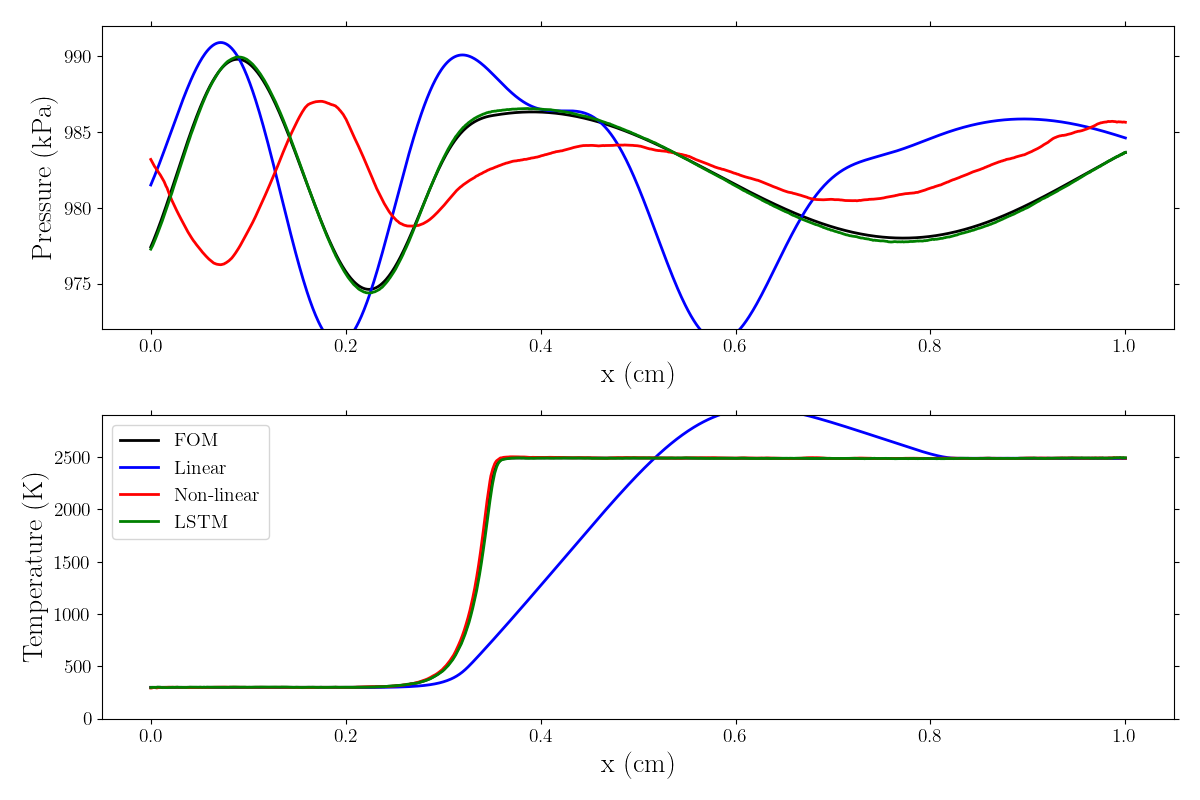 990
985
980
975
Pressure (kPa)
0.0 0.2 0.4 0.6 0.8 1.0
x (cm)
FOM
Linear
Non-linear
LSTM
2500
2000
1500
1000
500
0
Temperature (K)
0.0 0.2 0.4 0.6 0.8 1.0
x (cm)